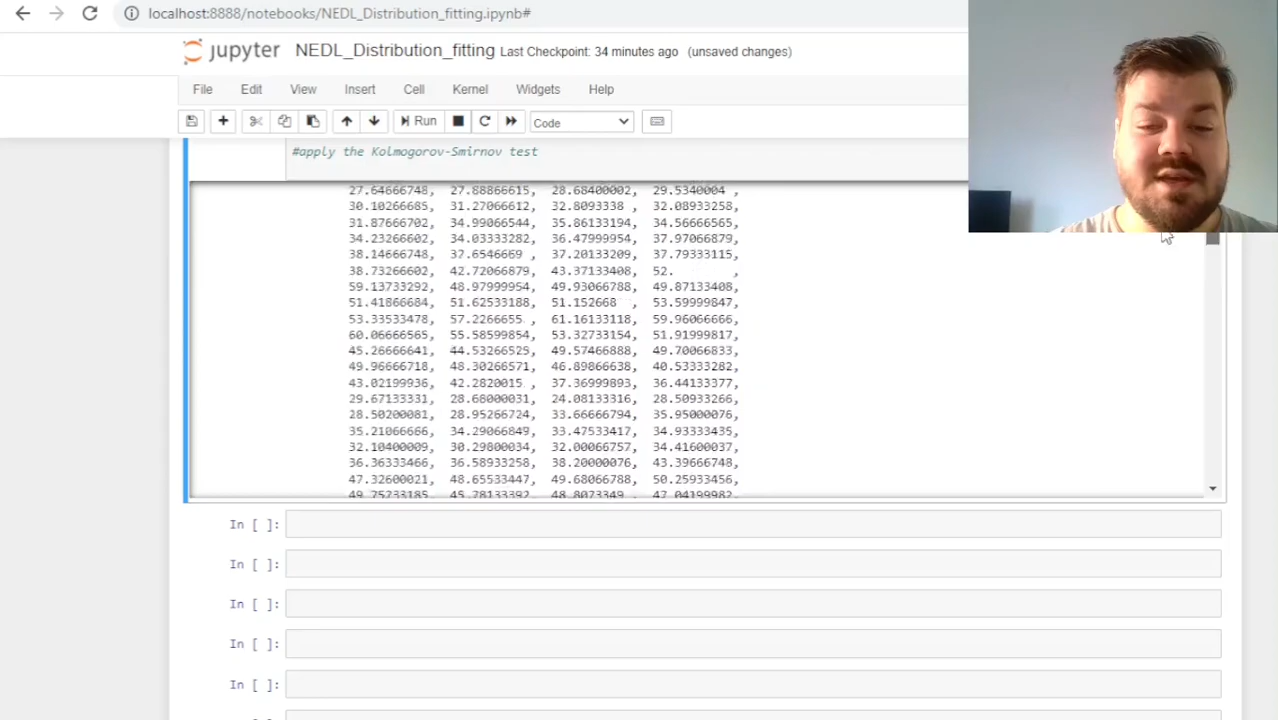 localhost:8888/notebooks/NEDL_Distribution_fitting.ipynb#
jupyter NEDL_Distribution_fitting Last Checkpoint: 34 minutes ago (unsaved changes)
File Edit View Insert Cell Kernel Widgets Help
Run Code
#apply the Kolmogorov-Smirnov test
27.64666748, 27.88866615, 28.68400002, 29.5340004 ,
30.10266685, 31.27066612, 32.8093338 , 32.08933258,
31.87666702, 34.99066544, 35.86133194, 34.56666565,
34.23266602, 34.03333282, 36.47999954, 37.97066879,
38.14666748, 37.6546669 , 37.20133209, 37.79333115,
38.73266602, 42.72066879, 43.37133408, 52. ,
59.13733292, 48.97999954, 49.93066788, 49.87133408,
51.41866684, 51.62533188, 51.152668 , 53.59999847,
53.33533478, 57.2266655 , 61.16133118, 59.96066666,
60.06666565, 55.58599854, 53.32733154, 51.91999817,
45.26666641, 44.53266525, 49.57466888, 49.70066833,
49.96666718, 48.30266571, 46.89866638, 40.53333282,
43.02199936, 42.2820015 , 37.36999893, 36.44133377,
29.67133331, 28.68000031, 24.08133316, 28.50933266,
28.50200081, 28.95266724, 33.66666794, 35.95000076,
35.21066666, 34.29066849, 33.47533417, 34.93333435,
32.10400009, 30.29800034, 32.00066757, 34.41600037,
36.36333466, 36.58933258, 38.20000076, 43.39666748,
47.32600021, 48.65533447, 49.68066788, 50.25933456,
49.75733185, 45.78133392, 48.8073349 , 47.04199982,
In [ ]:
In [ ]:
In [ ]:
In [ ]:
In [ ]: